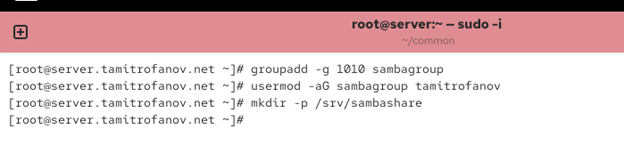 root@server:~ — sudo -i
~/common
[root@server.tamitrofanov.net ~]# groupadd -g 1010 sambagroup
[root@server.tamitrofanov.net ~]# usermod -aG sambagroup tamitrofanov
[root@server.tamitrofanov.net ~]# mkdir -p /srv/sambashare
[root@server.tamitrofanov.net ~]#